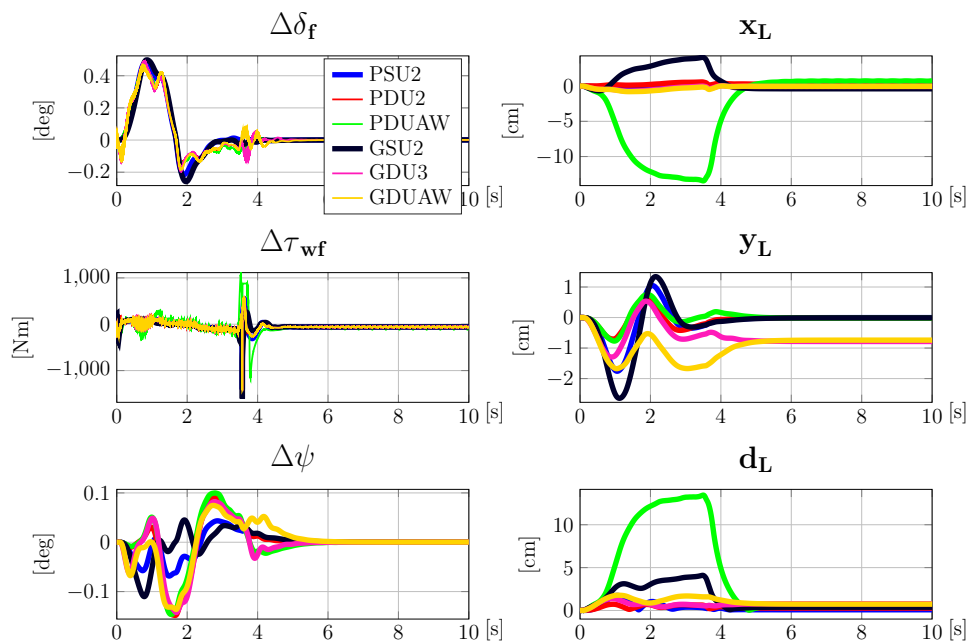 Δδf
[deg]
0.4
0.2
0
−0.2
0 2 4 6 8 10 [s]
PSU2
PDU2
PDUAW
GSU2
GDU3
GDUAW
xL
[cm]
0
−5
−10
0 2 4 6 8 10 [s]
Δτwf
[Nm]
1,000
0
−1,000
0 2 4 6 8 10 [s]
yL
[cm]
1
0
−1
−2
0 2 4 6 8 10 [s]
Δψ
[deg]
0.1
0
−0.1
0 2 4 6 8 10 [s]
dL
[cm]
10
5
0
0 2 4 6 8 10 [s]